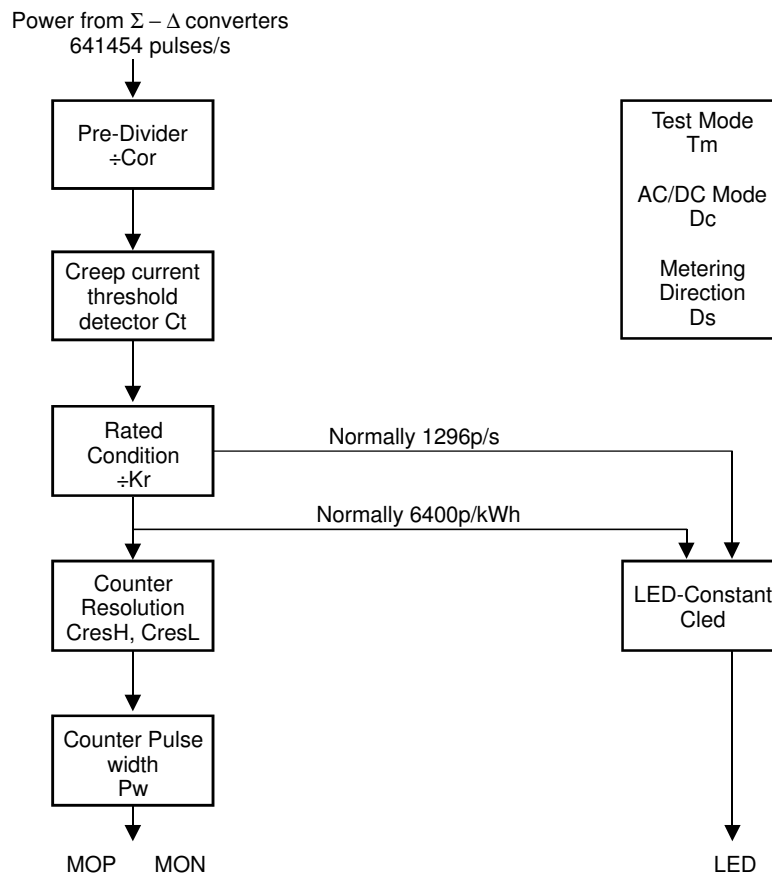 Power from Σ – Δ converters
641454 pulses/s
Pre-Divider
÷Cor
Test Mode
Tm
AC/DC Mode
Dc
Metering
Direction
Ds
Creep current
threshold
detector Ct
Rated
Condition
÷Kr
Normally 1296p/s
Normally 6400p/kWh
Counter
Resolution
CresH, CresL
LED-Constant
Cled
Counter Pulse
width
Pw
MOP MON
LED